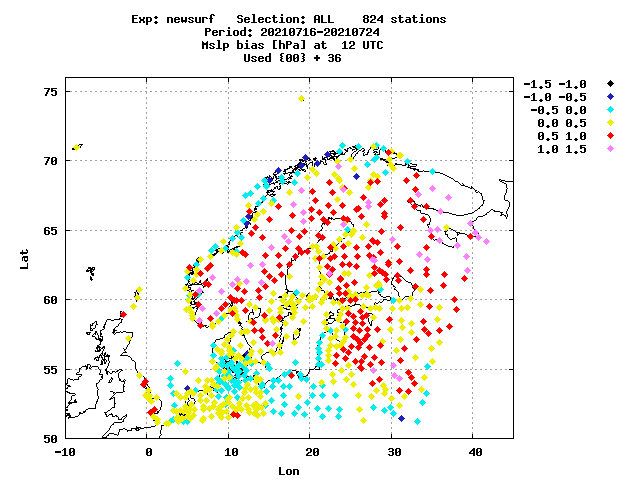 Exp: newsurf Selection: ALL 824 stations
Period: 20210716-20210724
Mslp bias [hPa] at 12 UTC
Used {00} + 36
-1.5 -1.0
-1.0 -0.5
-0.5 0.0
0.0 0.5
0.5 1.0
1.0 1.5
75
70
65
60
55
50
Lat
-10 0 10 20 30 40
Lon